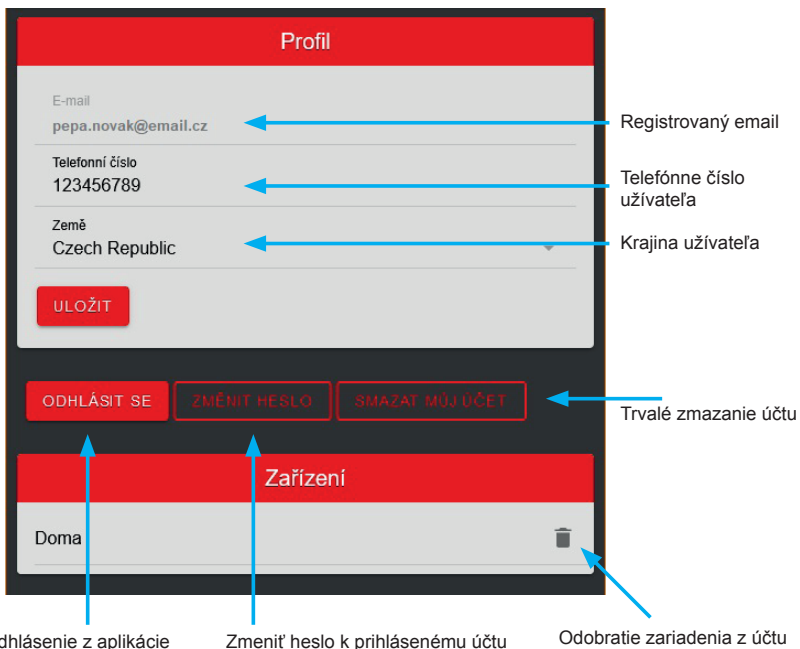 Profil
E-mail
pepa.novak@email.cz
Registrovaný email
Telefonní číslo
123456789
Telefónne číslo
užívateľa
Země
Czech Republic
Krajina užívateľa
ULOŽIT
ODHLÁSIT SE
ZMĚNIT HESLO
SMAZAT MŮJ ÚČET
Trvalé zmazanie účtu
Zařízení
Doma
dhlásenie z aplikácie
Zmeniť heslo k prihlásenému účtu
Odobratie zariadenia z účtu